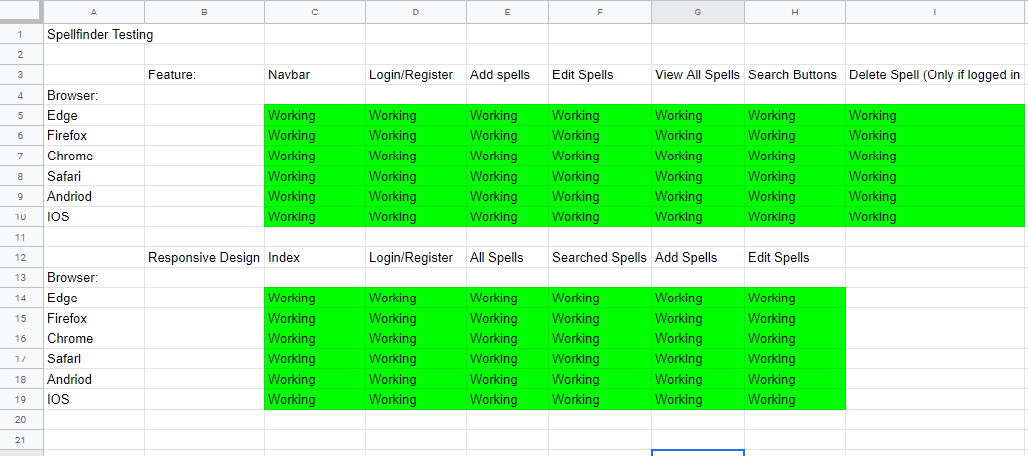 A B C D E F G H I
1 Spellfinder Testing
2
3 Feature: Navbar Login/Register Add spells Edit Spells View All Spells Search Buttons Delete Spell (Only if logged in
4 Browser:
5 Edge Working Working Working Working Working Working Working
6 Firefox Working Working Working Working Working Working Working
7 Chrome Working Working Working Working Working Working Working
8 Safari Working Working Working Working Working Working Working
9 Andriod Working Working Working Working Working Working Working
10 IOS Working Working Working Working Working Working Working
11
12 Responsive Design Index Login/Register All Spells Searched Spells Add Spells Edit Spells
13 Browser:
14 Edge Working Working Working Working Working Working
15 Firefox Working Working Working Working Working Working
16 Chrome Working Working Working Working Working Working
17 Safari Working Working Working Working Working Working
18 Andriod Working Working Working Working Working Working
19 IOS Working Working Working Working Working Working
20
21